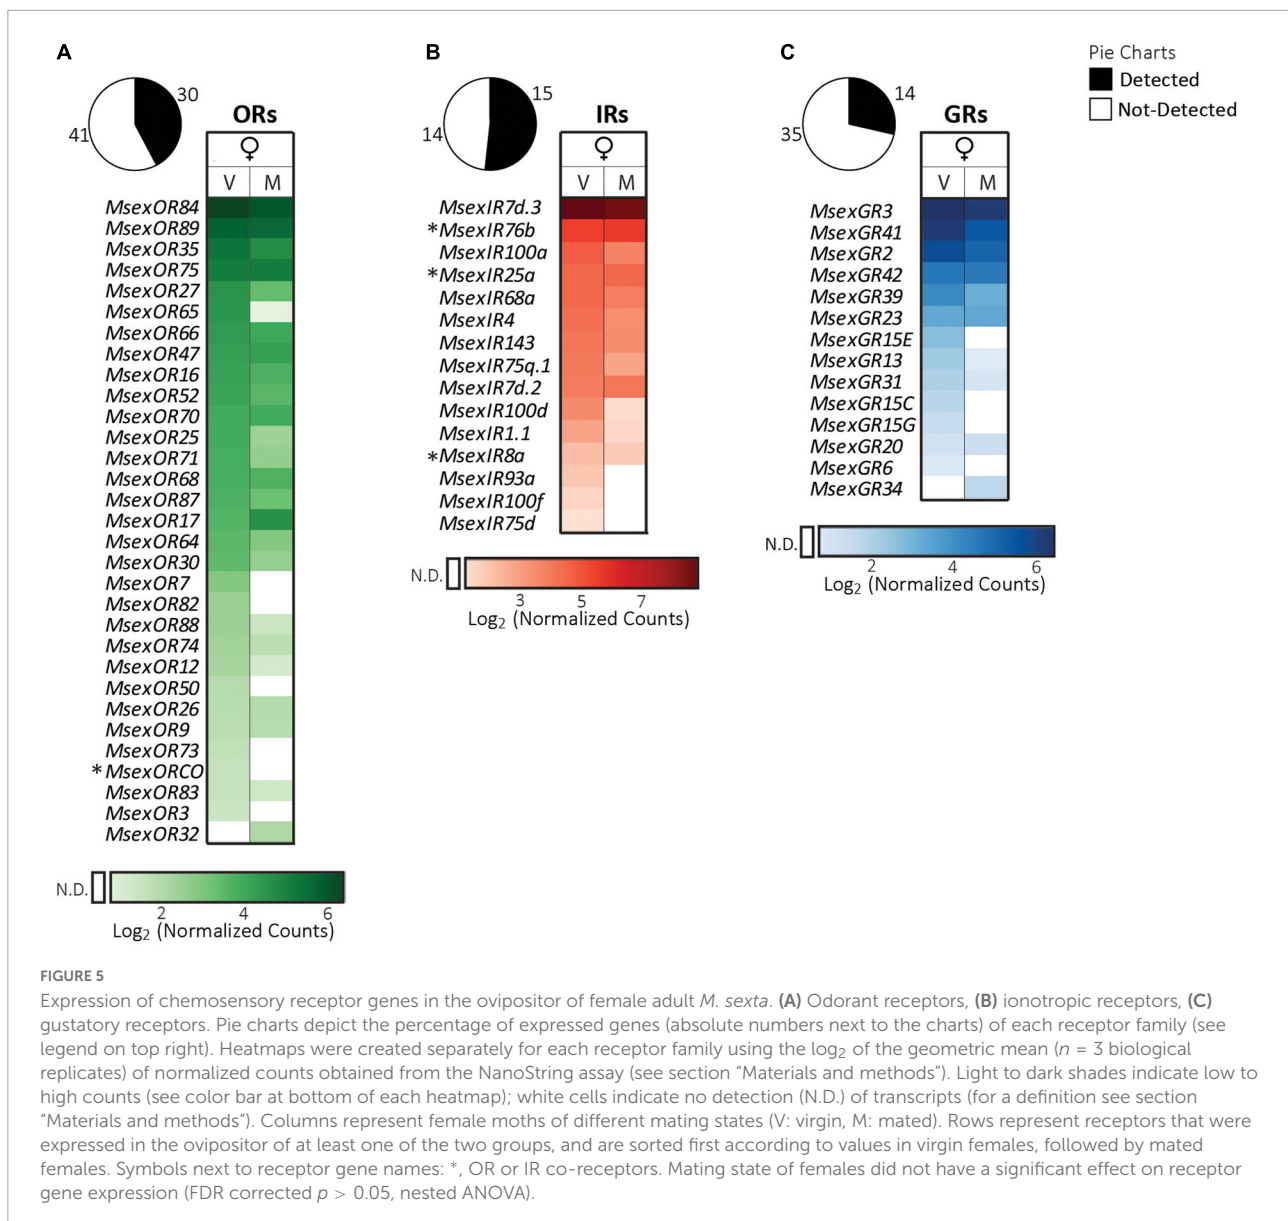 A
B
C
Pie Charts
Detected
Not-Detected
30
41
ORs
♀
V M
MsexOR84
MsexOR89
MsexOR35
MsexOR75
MsexOR27
MsexOR65
MsexOR66
MsexOR47
MsexOR16
MsexOR52
MsexOR70
MsexOR25
MsexOR71
MsexOR68
MsexOR87
MsexOR17
MsexOR64
MsexOR30
MsexOR7
MsexOR82
MsexOR88
MsexOR74
MsexOR12
MsexOR50
MsexOR26
MsexOR9
MsexOR73
* MsexORCO
MsexOR83
MsexOR3
MsexOR32
N.D.
2 4 6
Log₂ (Normalized Counts)
15
14
IRs
♀
V M
MsexIR7d.3
* MsexIR76b
MsexIR100a
* MsexIR25a
MsexIR68a
MsexIR4
MsexIR143
MsexIR75q.1
MsexIR7d.2
MsexIR100d
MsexIR1.1
* MsexIR8a
MsexIR93a
MsexIR100f
MsexIR75d
N.D.
3 5 7
Log₂ (Normalized Counts)
14
35
GRs
♀
V M
MsexGR3
MsexGR41
MsexGR2
MsexGR42
MsexGR39
MsexGR23
MsexGR15E
MsexGR13
MsexGR31
MsexGR15C
MsexGR15G
MsexGR20
MsexGR6
MsexGR34
N.D.
2 4 6
Log₂ (Normalized Counts)
FIGURE 5
Expression of chemosensory receptor genes in the ovipositor of female adult M. sexta. (A) Odorant receptors, (B) ionotropic receptors, (C)
gustatory receptors. Pie charts depict the percentage of expressed genes (absolute numbers next to the charts) of each receptor family (see
legend on top right). Heatmaps were created separately for each receptor family using the log₂ of the geometric mean (n = 3 biological
replicates) of normalized counts obtained from the NanoString assay (see section “Materials and methods”). Light to dark shades indicate low to
high counts (see color bar at bottom of each heatmap); white cells indicate no detection (N.D.) of transcripts (for a definition see section
“Materials and methods”). Columns represent female moths of different mating states (V: virgin, M: mated). Rows represent receptors that were
expressed in the ovipositor of at least one of the two groups, and are sorted first according to values in virgin females, followed by mated
females. Symbols next to receptor gene names: *, OR or IR co-receptors. Mating state of females did not have a significant effect on receptor
gene expression (FDR corrected p > 0.05, nested ANOVA).